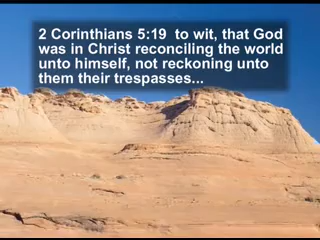 2 Corinthians 5:19  to wit, that God
was in Christ reconciling the world
unto himself, not reckoning unto
them their trespasses...